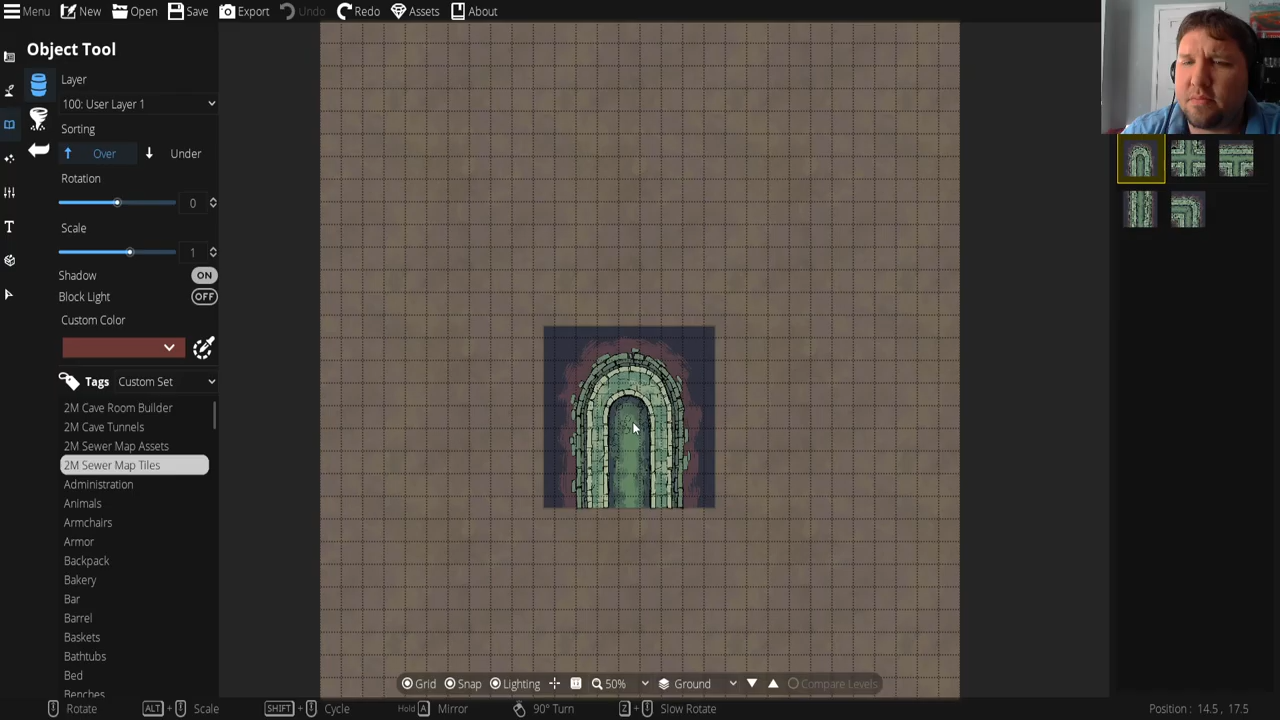 Menu New Open Save Export Undo Redo Assets About
Object Tool
Layer
100: User Layer 1
Sorting
Over Under
Rotation
0
Scale
1
Shadow ON
Block Light OFF
Custom Color
Tags Custom Set
2M Cave Room Builder
2M Cave Tunnels
2M Sewer Map Assets
2M Sewer Map Tiles
Administration
Animals
Armchairs
Armor
Backpack
Bakery
Bar
Barrel
Baskets
Bathtubs
Bed
Benches
Grid Snap Lighting 50% Ground Compare Levels
Rotate ALT + Scale SHIFT + Cycle Hold A Mirror 90° Turn Z + Slow Rotate Position : 14.5 , 17.5